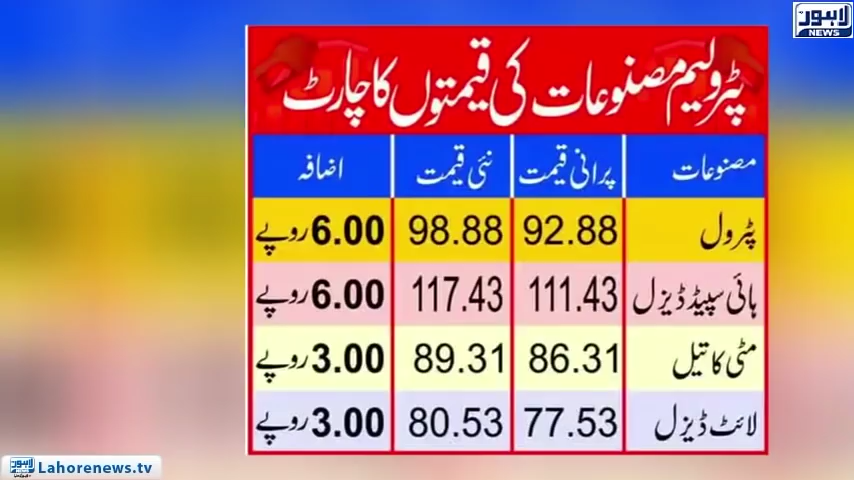 لاہور
NEWS
پٹرولیم مصنوعات کی قیمتوں کا چارٹ
مصنوعات پرانی قیمت نئی قیمت اضافہ
پٹرول 92.88 98.88 6.00 روپے
ہائی سپیڈ ڈیزل 111.43 117.43 6.00 روپے
مٹی کا تیل 86.31 89.31 3.00 روپے
لائٹ ڈیزل 77.53 80.53 3.00 روپے
لاہور
Lahorenews.tv